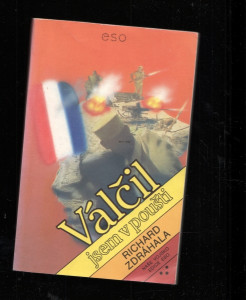 eso
Válčil
jsem v poušti
RICHARD
ZDRÁHALA